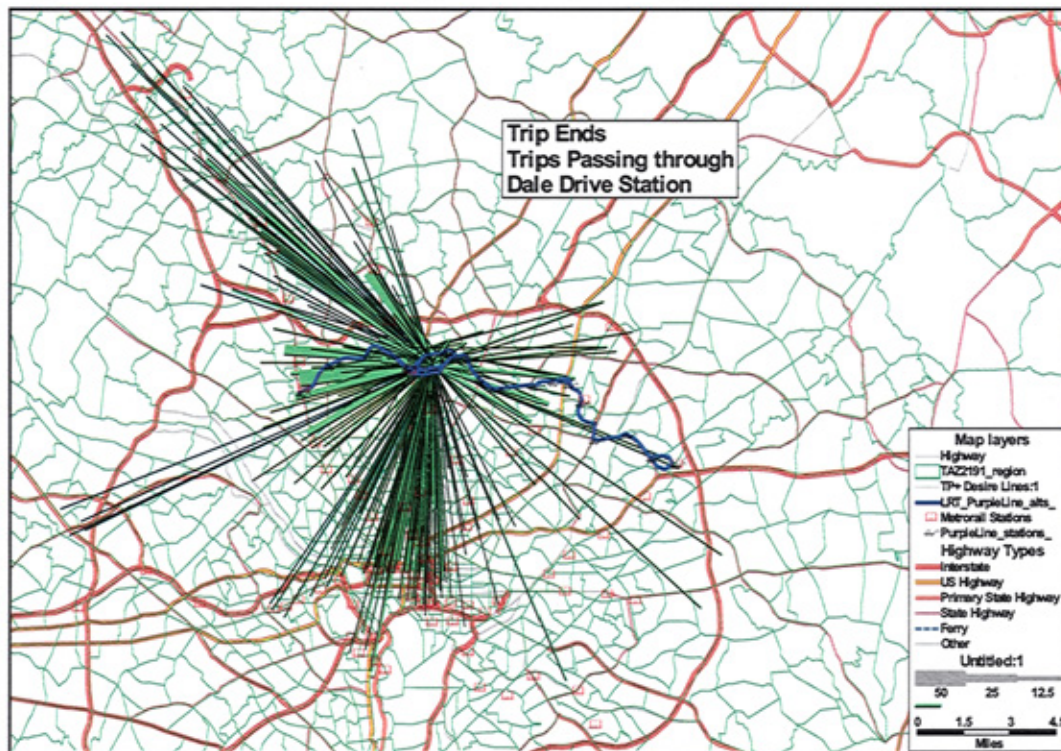 Trip Ends
Trips Passing through
Dale Drive Station
Map layers
Highway
TAZ2191_region
TP+ Desire Lines:1
LRT_PurpleLine_alts_
Metrorail Stations
PurpleLine_stations_
Highway Types
Interstate
US Highway
Primary State Highway
State Highway
Ferry
Other
Untitled:1
50 25 12.5
0 1.5 3 4.5
Miles